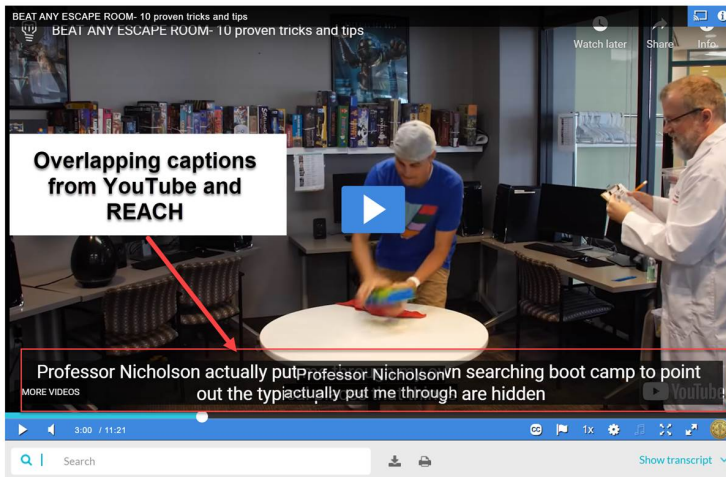 BEAT ANY ESCAPE ROOM- 10 proven tricks and tips
BEAT ANY ESCAPE ROOM- 10 proven tricks and tips
Watch later
Share
Info
Overlapping captions
from YouTube and
REACH
Professor Nicholson actually put vn searching boot camp to point
out the typi are hidden
Professor Nicholson
actually put me through
MORE VIDEOS
YouTube
3:00 / 11:21
CC
1x
Search
Show transcript